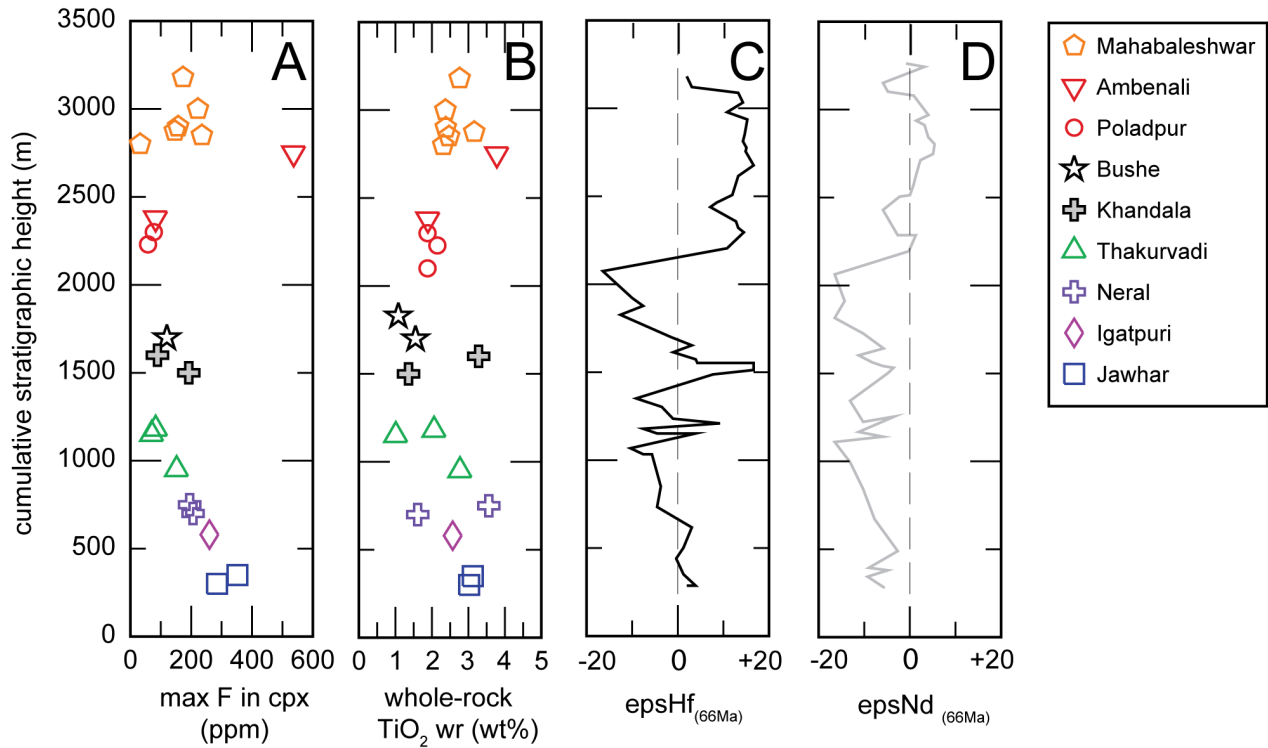 cumulative stratigraphic height (m)
3500
3000
2500
2000
1500
1000
500
0
A
0 200 400 600
max F in cpx
(ppm)
B
0 1 2 3 4 5
whole-rock
TiO₂ wr (wt%)
C
-20 0 +20
epsHf(66Ma)
D
-20 0 +20
epsNd (66Ma)
Mahabaleshwar
Ambenali
Poladpur
Bushe
Khandala
Thakurvadi
Neral
Igatpuri
Jawhar